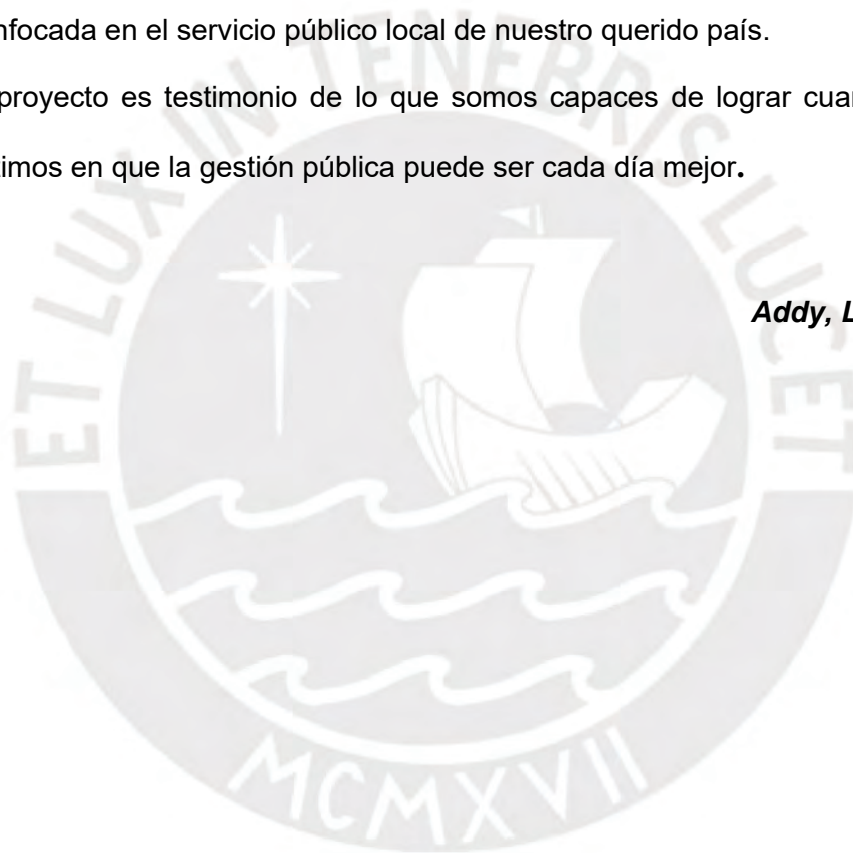 nfocada en el servicio público local de nuestro querido país.
proyecto es testimonio de lo que somos capaces de lograr cua
timos en que la gestión pública puede ser cada día mejor.
Addy, L
ET LUX IN TENEBRIS LUCET
MCMXVII